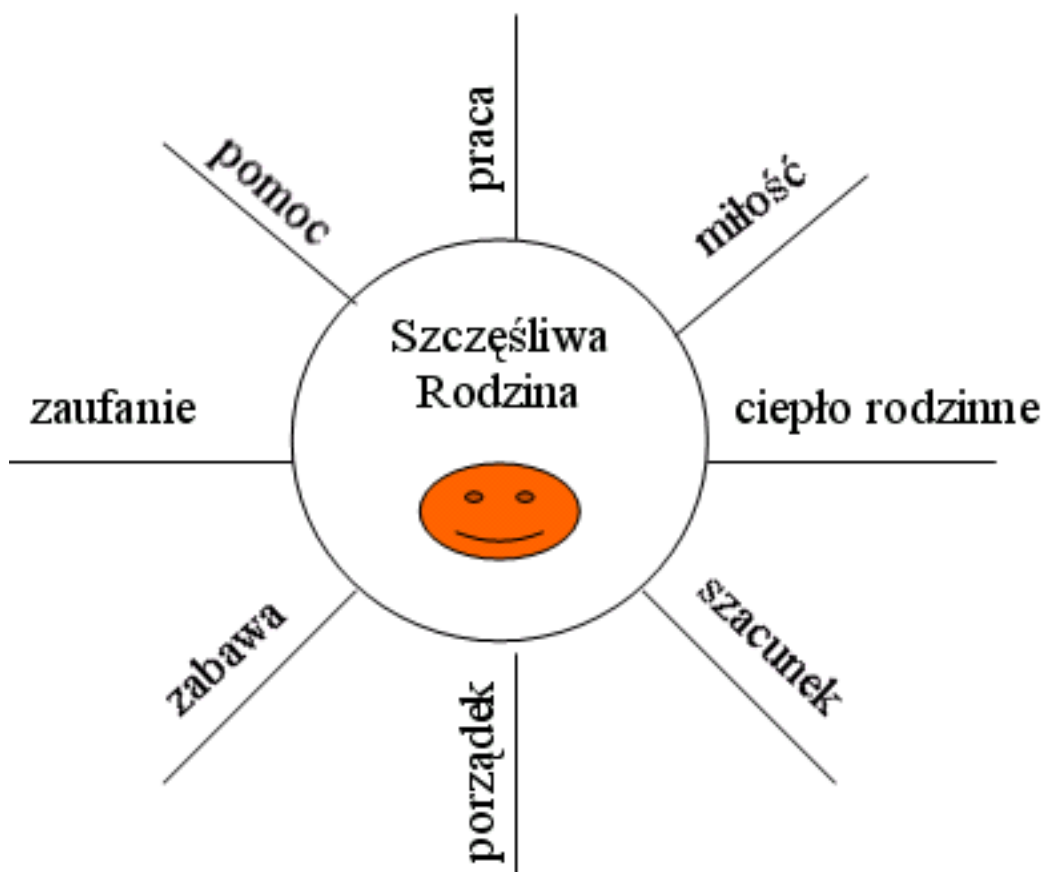 praca
pomoc
miłość
Szczęśliwa
Rodzina
zaufanie
ciepło rodzinne
zabawa
szacunek
porządek